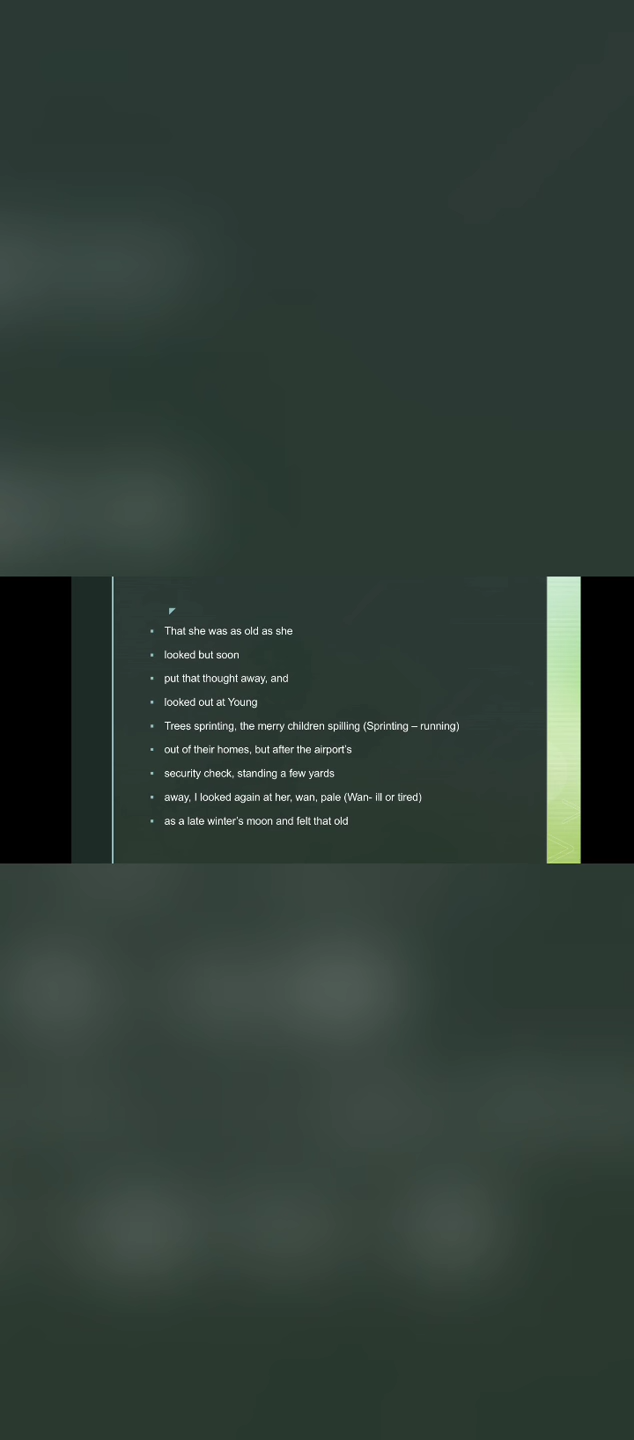 That she was as old as she
looked but soon
put that thought away, and
looked out at Young
Trees sprinting, the merry children spilling (Sprinting – running)
out of their homes, but after the airport's
security check, standing a few yards
away, I looked again at her, wan, pale (Wan- ill or tired)
as a late winter's moon and felt that old